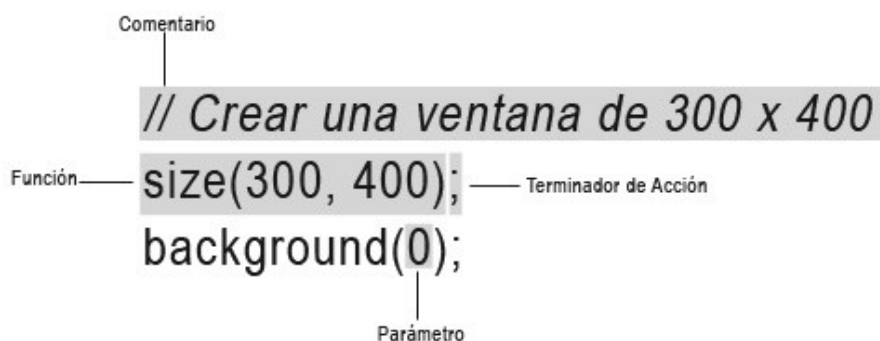 Comentario
// Crear una ventana de 300 x 400
Función
size(300, 400);
Terminador de Acción
background(0);
Parámetro